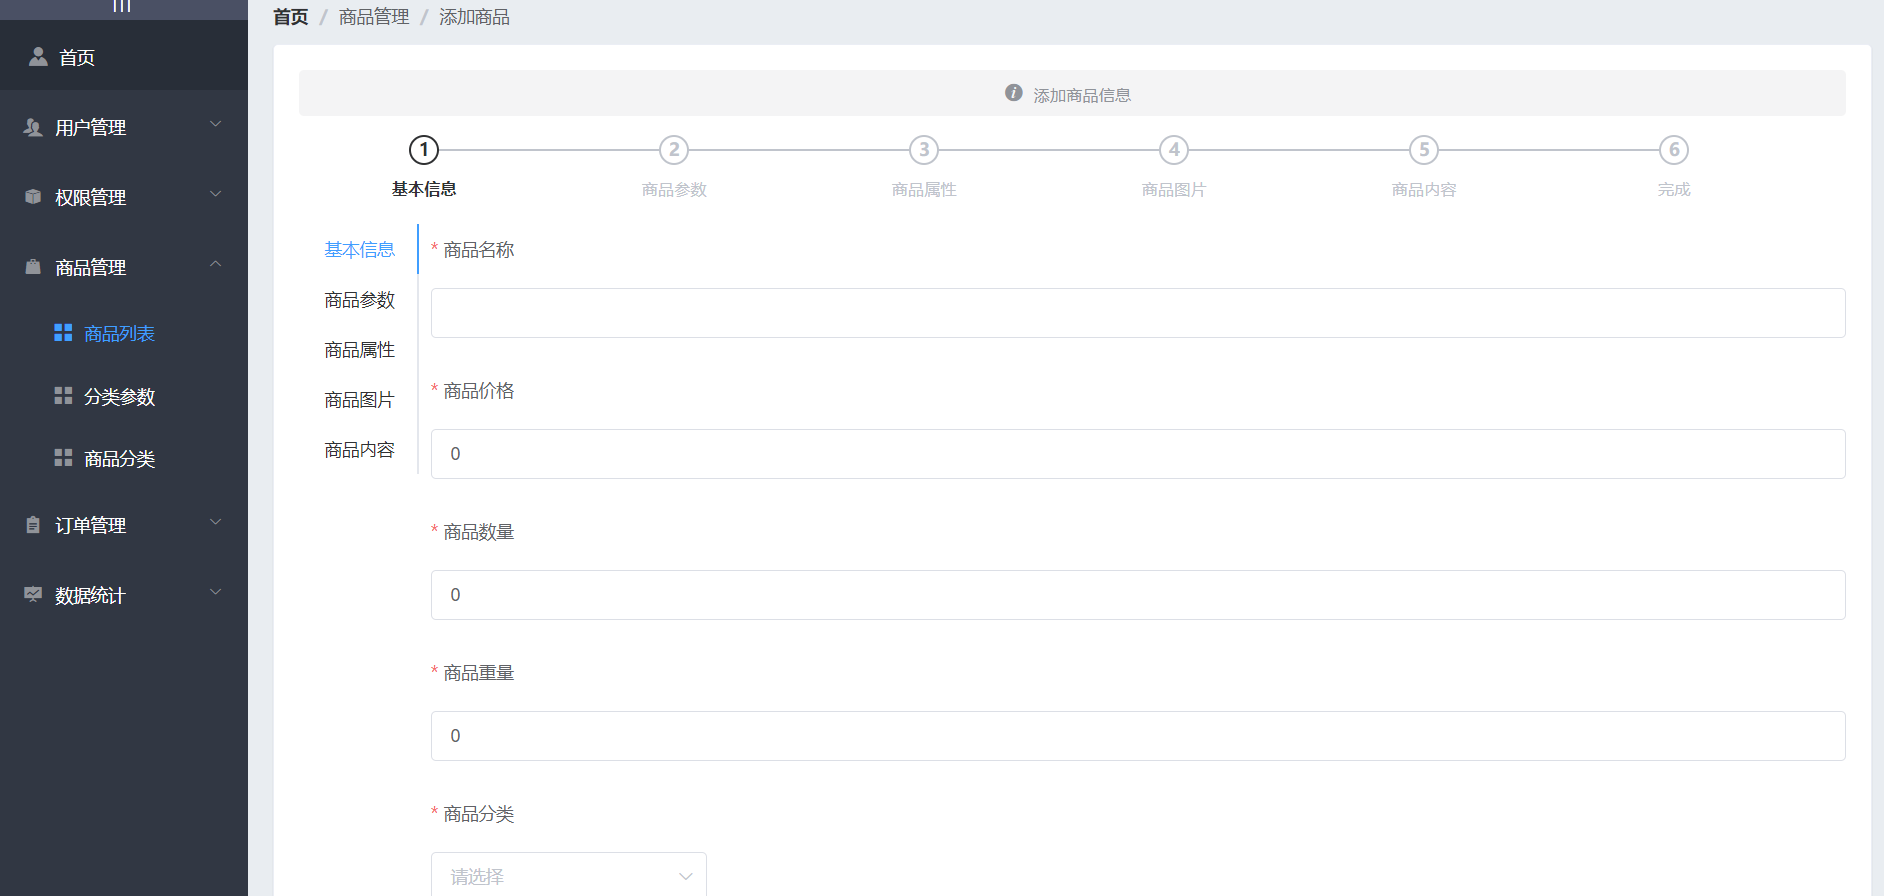 首页
用户管理
权限管理
商品管理
商品列表
分类参数
商品分类
订单管理
数据统计
首页 / 商品管理 / 添加商品
添加商品信息
1 2 3 4 5 6
基本信息 商品参数 商品属性 商品图片 商品内容 完成
基本信息
商品参数
商品属性
商品图片
商品内容
* 商品名称
* 商品价格
0
* 商品数量
0
* 商品重量
0
* 商品分类
请选择